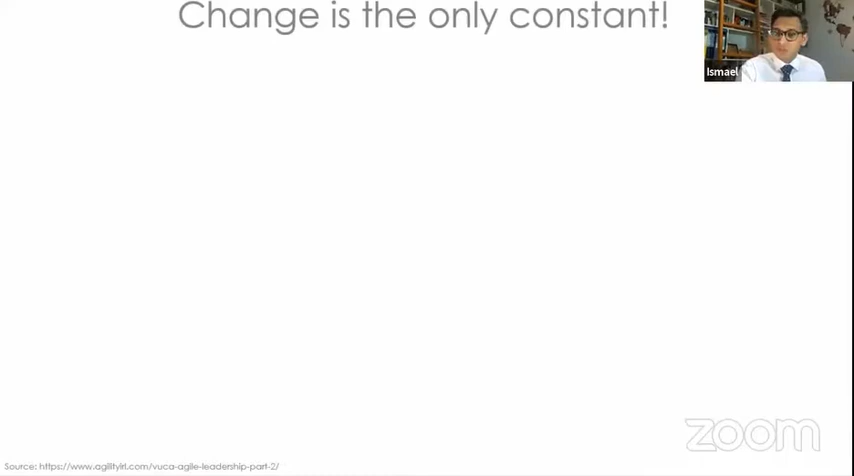 Change is the only constant!
Ismael
zoom
Source: https://www.agilityirl.com/vuca-agile-leadership-part-2/